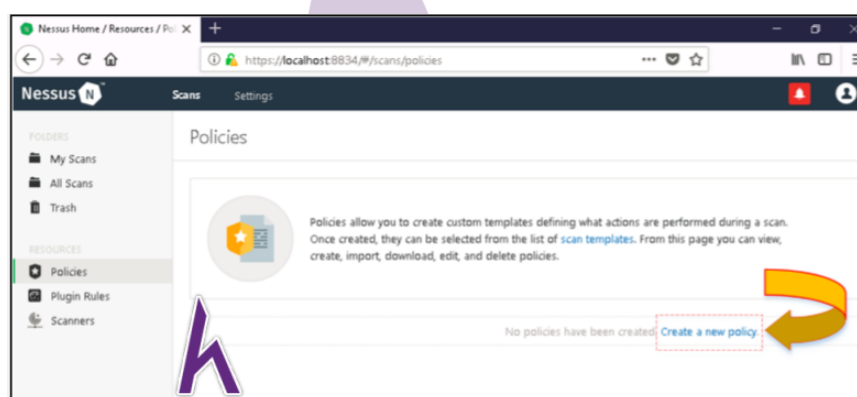 Nessus Home / Resources / Pol
https://localhost:8834/#/scans/policies
Nessus N
Scans
Settings
FOLDERS
My Scans
All Scans
Trash
RESOURCES
Policies
Plugin Rules
Scanners
Policies
Policies allow you to create custom templates defining what actions are performed during a scan.
Once created, they can be selected from the list of scan templates. From this page you can view,
create, import, download, edit, and delete policies.
No policies have been created. Create a new policy.